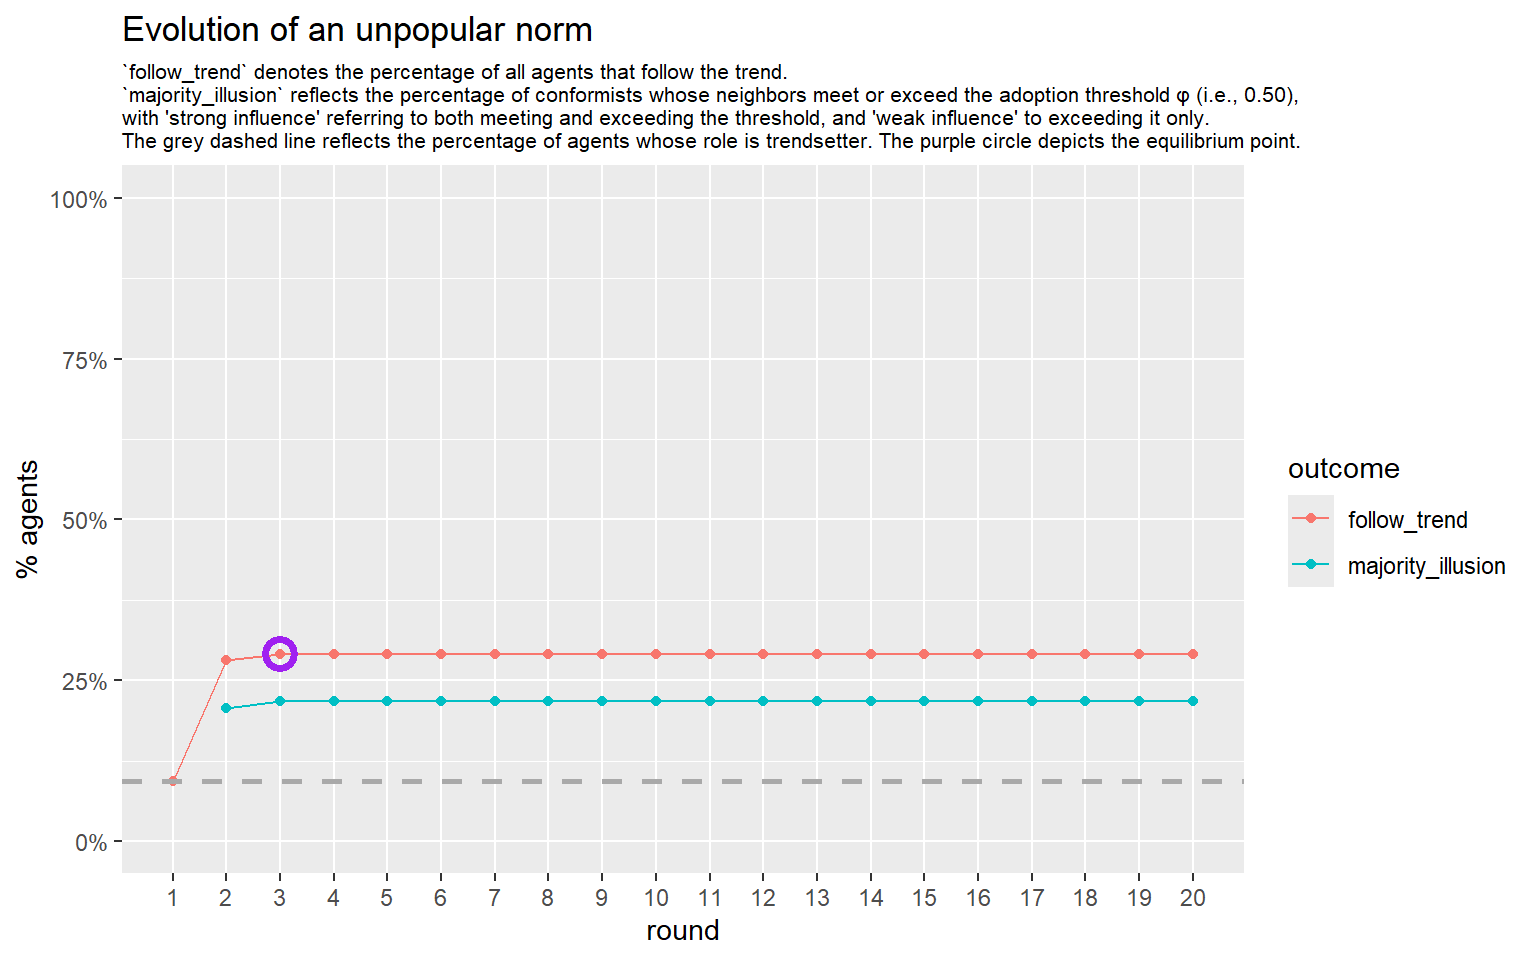 Evolution of an unpopular norm
`follow_trend` denotes the percentage of all agents that follow the trend.
`majority_illusion` reflects the percentage of conformists whose neighbors meet or exceed the adoption threshold φ (i.e., 0.50),
with 'strong influence' referring to both meeting and exceeding the threshold, and 'weak influence' to exceeding it only.
The grey dashed line reflects the percentage of agents whose role is trendsetter. The purple circle depicts the equilibrium point.
100%
75%
50%
25%
0%
% agents
1 2 3 4 5 6 7 8 9 10 11 12 13 14 15 16 17 18 19 20
round
outcome
follow_trend
majority_illusion